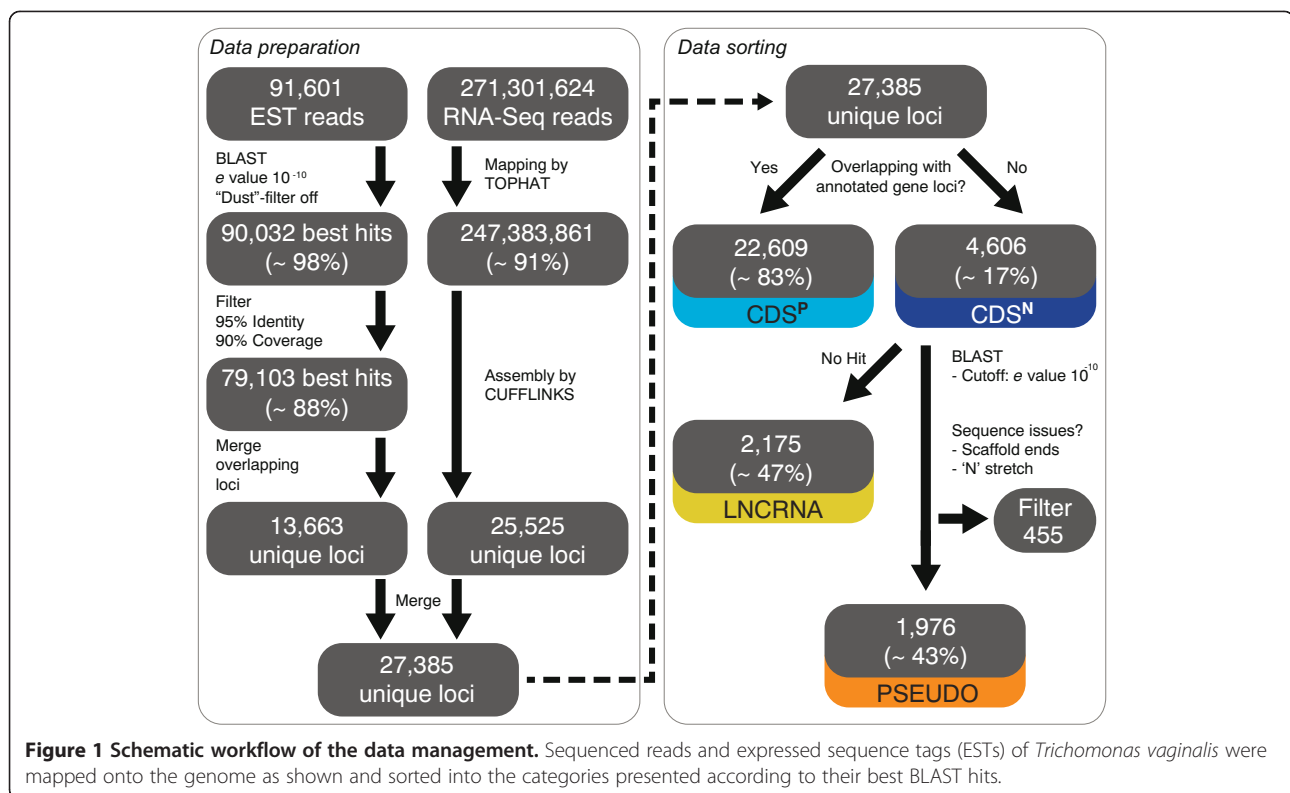 Data preparation
91,601
EST reads
271,301,624
RNA-Seq reads
BLAST
e value 10⁻¹⁰
“Dust”-filter off
Mapping by
TOPHAT
90,032 best hits
(~ 98%)
247,383,861
(~ 91%)
Filter
95% Identity
90% Coverage
79,103 best hits
(~ 88%)
Assembly by
CUFFLINKS
Merge
overlapping
loci
13,663
unique loci
25,525
unique loci
Merge
27,385
unique loci
Data sorting
27,385
unique loci
Yes
Overlapping with
annotated gene loci?
No
22,609
(~ 83%)
CDSᴾ
4,606
(~ 17%)
CDSᴺ
No Hit
BLAST
- Cutoff: e value 10⁻¹⁰
2,175
(~ 47%)
LNCRNA
Sequence issues?
- Scaffold ends
- ‘N’ stretch
Filter
455
1,976
(~ 43%)
PSEUDO
Figure 1 Schematic workflow of the data management. Sequenced reads and expressed sequence tags (ESTs) of Trichomonas vaginalis were
mapped onto the genome as shown and sorted into the categories presented according to their best BLAST hits.